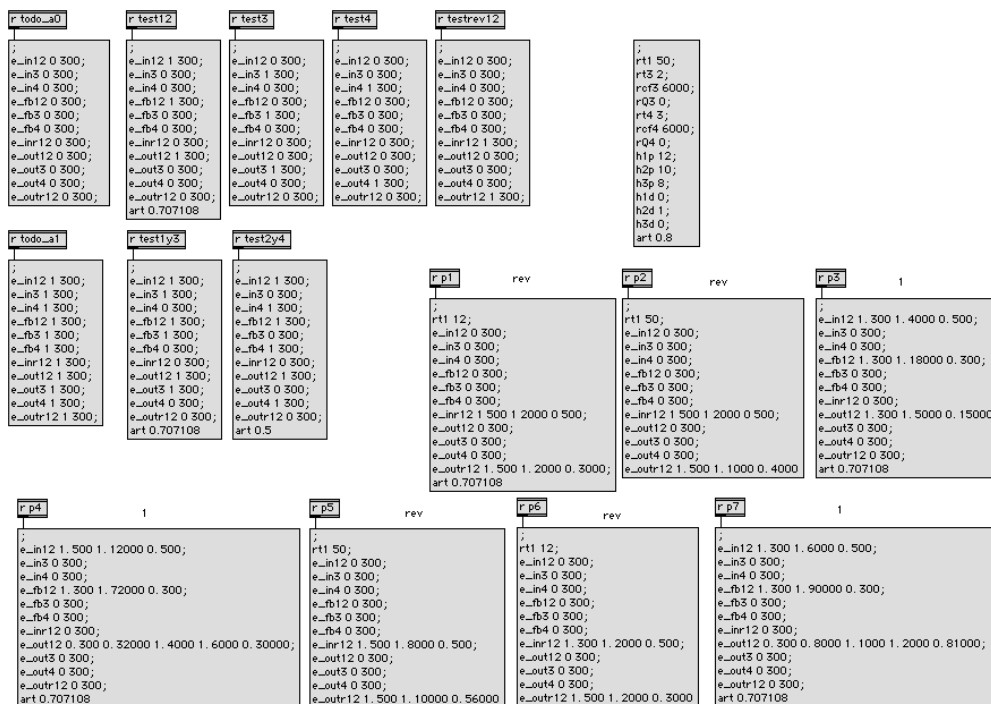 r todo_a0
;
e_in12 0 300;
e_in3 0 300;
e_in4 0 300;
e_fb12 0 300;
e_fb3 0 300;
e_fb4 0 300;
e_inr12 0 300;
e_out12 0 300;
e_out3 0 300;
e_out4 0 300;
e_outr12 0 300;
r test12
;
e_in12 1 300;
e_in3 0 300;
e_in4 0 300;
e_fb12 1 300;
e_fb3 0 300;
e_fb4 0 300;
e_inr12 0 300;
e_out12 1 300;
e_out3 0 300;
e_out4 0 300;
e_outr12 0 300;
art 0.707108
r test3
;
e_in12 0 300;
e_in3 1 300;
e_in4 0 300;
e_fb12 0 300;
e_fb3 1 300;
e_fb4 0 300;
e_inr12 0 300;
e_out12 0 300;
e_out3 1 300;
e_out4 0 300;
e_outr12 0 300;
r test4
;
e_in12 0 300;
e_in3 0 300;
e_in4 1 300;
e_fb12 0 300;
e_fb3 0 300;
e_fb4 1 300;
e_inr12 0 300;
e_out12 0 300;
e_out3 0 300;
e_out4 1 300;
e_outr12 0 300;
r testrev12
;
e_in12 0 300;
e_in3 0 300;
e_in4 0 300;
e_fb12 0 300;
e_fb3 0 300;
e_fb4 0 300;
e_inr12 1 300;
e_out12 0 300;
e_out3 0 300;
e_out4 0 300;
e_outr12 1 300;
;
rt1 50;
rt3 2;
rcf3 6000;
rQ3 0;
rt4 3;
rcf4 6000;
rQ4 0;
h1p 12;
h2p 10;
h3p 8;
h1d 0;
h2d 1;
h3d 0;
art 0.8
r todo_a1
;
e_in12 1 300;
e_in3 1 300;
e_in4 1 300;
e_fb12 1 300;
e_fb3 1 300;
e_fb4 1 300;
e_inr12 1 300;
e_out12 1 300;
e_out3 1 300;
e_out4 1 300;
e_outr12 1 300;
r test1y3
;
e_in12 1 300;
e_in3 1 300;
e_in4 0 300;
e_fb12 1 300;
e_fb3 1 300;
e_fb4 0 300;
e_inr12 0 300;
e_out12 1 300;
e_out3 1 300;
e_out4 0 300;
e_outr12 0 300;
art 0.707108
r test2y4
;
e_in12 1 300;
e_in3 0 300;
e_in4 1 300;
e_fb12 1 300;
e_fb3 0 300;
e_fb4 1 300;
e_inr12 0 300;
e_out12 1 300;
e_out3 0 300;
e_out4 1 300;
e_outr12 0 300;
art 0.5
r p1
rev
;
rt1 12;
e_in12 0 300;
e_in3 0 300;
e_in4 0 300;
e_fb12 0 300;
e_fb3 0 300;
e_fb4 0 300;
e_inr12 1 500 1 2000 0 500;
e_out12 0 300;
e_out3 0 300;
e_out4 0 300;
e_outr12 1. 500 1. 2000 0. 3000;
art 0.707108
r p2
rev
;
rt1 50;
e_in12 0 300;
e_in3 0 300;
e_in4 0 300;
e_fb12 0 300;
e_fb3 0 300;
e_fb4 0 300;
e_inr12 1 500 1 2000 0 500;
e_out12 0 300;
e_out3 0 300;
e_out4 0 300;
e_outr12 1. 500 1. 1000 0. 4000
r p3
1
;
e_in12 1. 300 1. 4000 0. 500;
e_in3 0 300;
e_in4 0 300;
e_fb12 1. 300 1. 18000 0. 300;
e_fb3 0 300;
e_fb4 0 300;
e_inr12 0 300;
e_out12 1. 300 1. 5000 0. 15000
e_out3 0 300;
e_out4 0 300;
e_outr12 0 300;
art 0.707108
r p4
1
;
e_in12 1. 500 1. 12000 0. 500;
e_in3 0 300;
e_in4 0 300;
e_fb12 1. 300 1. 72000 0. 300;
e_fb3 0 300;
e_fb4 0 300;
e_inr12 0 300;
e_out12 0. 300 0. 32000 1. 4000 1. 6000 0. 30000;
e_out3 0 300;
e_out4 0 300;
e_outr12 0 300;
art 0.707108
r p5
rev
;
rt1 50;
e_in12 0 300;
e_in3 0 300;
e_in4 0 300;
e_fb12 0 300;
e_fb3 0 300;
e_fb4 0 300;
e_inr12 1. 500 1. 8000 0. 500;
e_out12 0 300;
e_out3 0 300;
e_out4 0 300;
e_outr12 1. 500 1. 10000 0. 56000
r p6
rev
;
rt1 12;
e_in12 0 300;
e_in3 0 300;
e_in4 0 300;
e_fb12 0 300;
e_fb3 0 300;
e_fb4 0 300;
e_inr12 1. 300 1. 2000 0. 500;
e_out12 0 300;
e_out3 0 300;
e_out4 0 300;
e_outr12 1. 500 1. 2000 0. 3000
r p7
1
;
e_in12 1. 300 1. 6000 0. 500;
e_in3 0 300;
e_in4 0 300;
e_fb12 1. 300 1. 90000 0. 300;
e_fb3 0 300;
e_fb4 0 300;
e_inr12 0 300;
e_out12 0. 300 0. 8000 1. 1000 1. 2000 0. 81000;
e_out3 0 300;
e_out4 0 300;
e_outr12 0 300;
art 0.707108